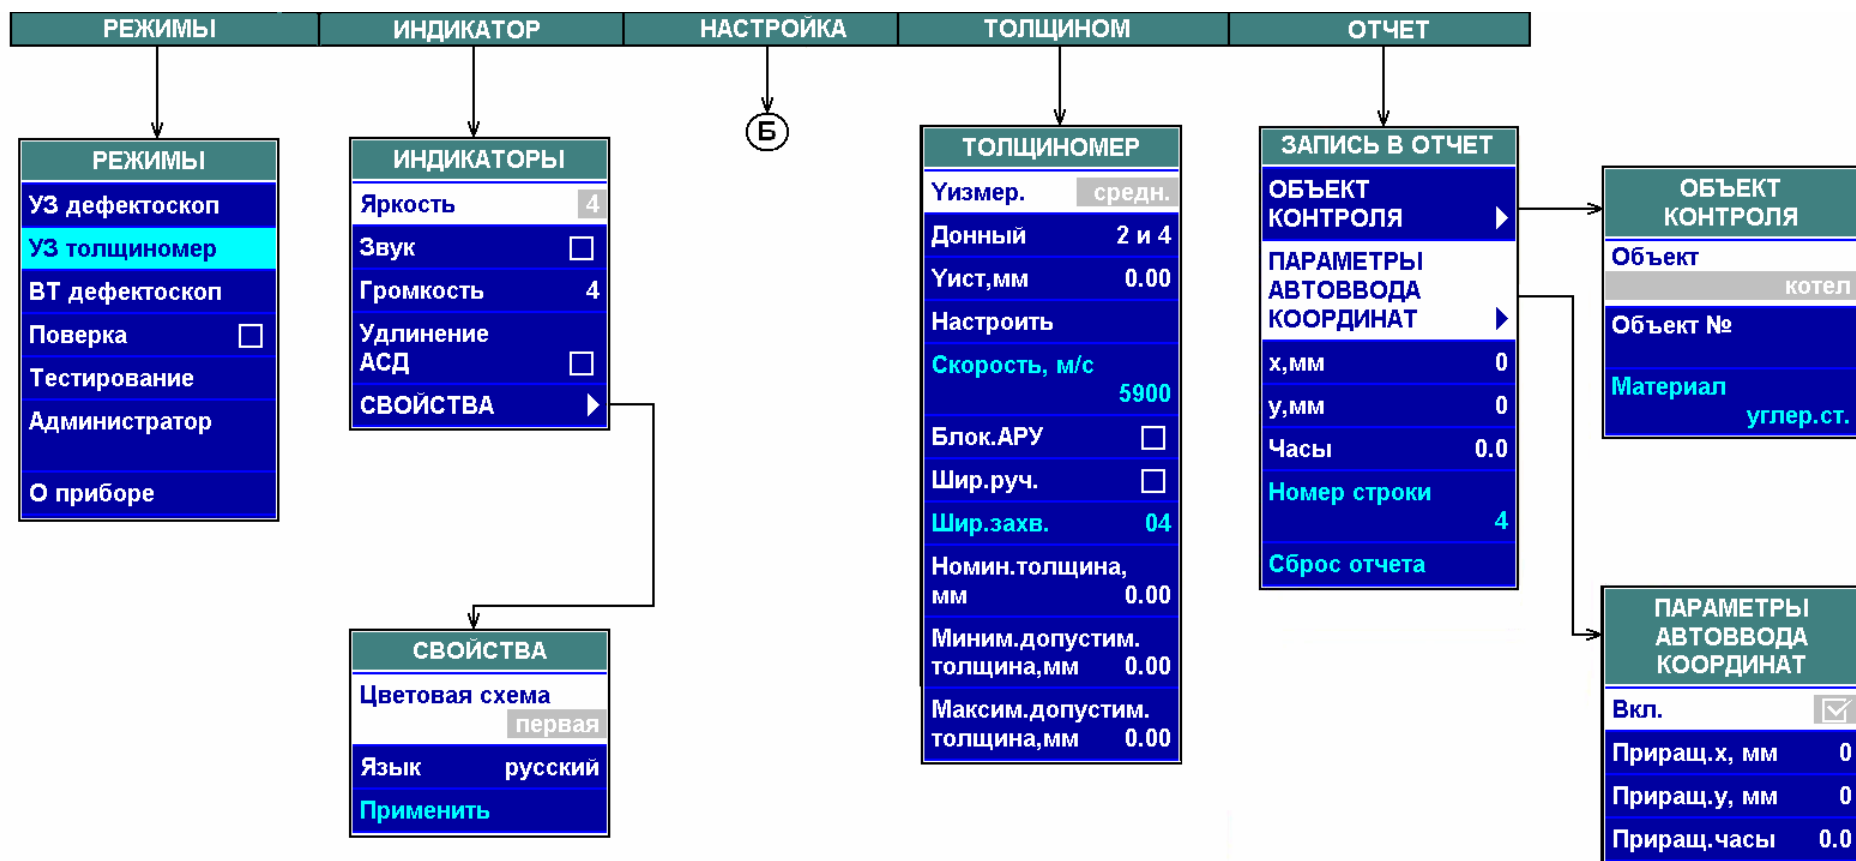 РЕЖИМЫ
ИНДИКАТОР
НАСТРОЙКА
ТОЛЩИНОМ
ОТЧЕТ
РЕЖИМЫ
УЗ дефектоскоп
УЗ толщиномер
ВТ дефектоскоп
Поверка
Тестирование
Администратор
О приборе
ИНДИКАТОРЫ
Яркость 4
Звук
Громкость 4
Удлинение
АСД
СВОЙСТВА
СВОЙСТВА
Цветовая схема
первая
Язык русский
Применить
Б
ТОЛЩИНОМЕР
Yизмер. средн.
Донный 2 и 4
Yист,мм 0.00
Настроить
Скорость, м/с
5900
Блок.АРУ
Шир.руч.
Шир.захв. 04
Номин.толщина,
мм 0.00
Миним.допустим.
толщина,мм 0.00
Максим.допустим.
толщина,мм 0.00
ЗАПИСЬ В ОТЧЕТ
ОБЪЕКТ
КОНТРОЛЯ
ПАРАМЕТРЫ
АВТОВВОДА
КООРДИНАТ
х,мм 0
у,мм 0
Часы 0.0
Номер строки
4
Сброс отчета
ОБЪЕКТ
КОНТРОЛЯ
Объект
котел
Объект №
Материал
углер.ст.
ПАРАМЕТРЫ
АВТОВВОДА
КООРДИНАТ
Вкл.
Приращ.х, мм 0
Приращ.у, мм 0
Приращ.часы 0.0